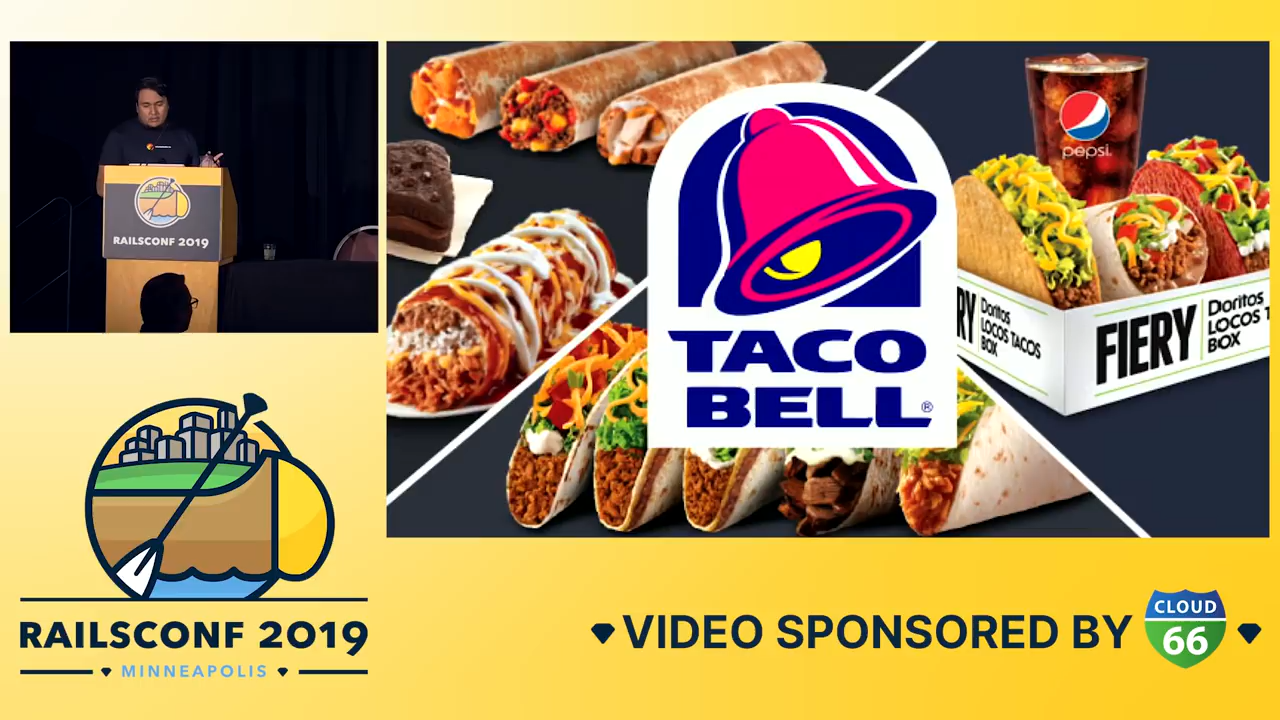 RAILSCONF 2019
pepsi
TACO
BELL®
RY
Doritos
LOCOS TACOS
BOX
FIERY
Doritos
LOCOS T
BOX
RAILSCONF 2019
MINNEAPOLIS
VIDEO SPONSORED BY
CLOUD
66